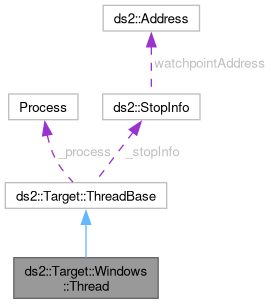 ds2::Address
watchpointAddress
Process
ds2::StopInfo
_process
_stopInfo
ds2::Target::ThreadBase
ds2::Target::Windows
::Thread